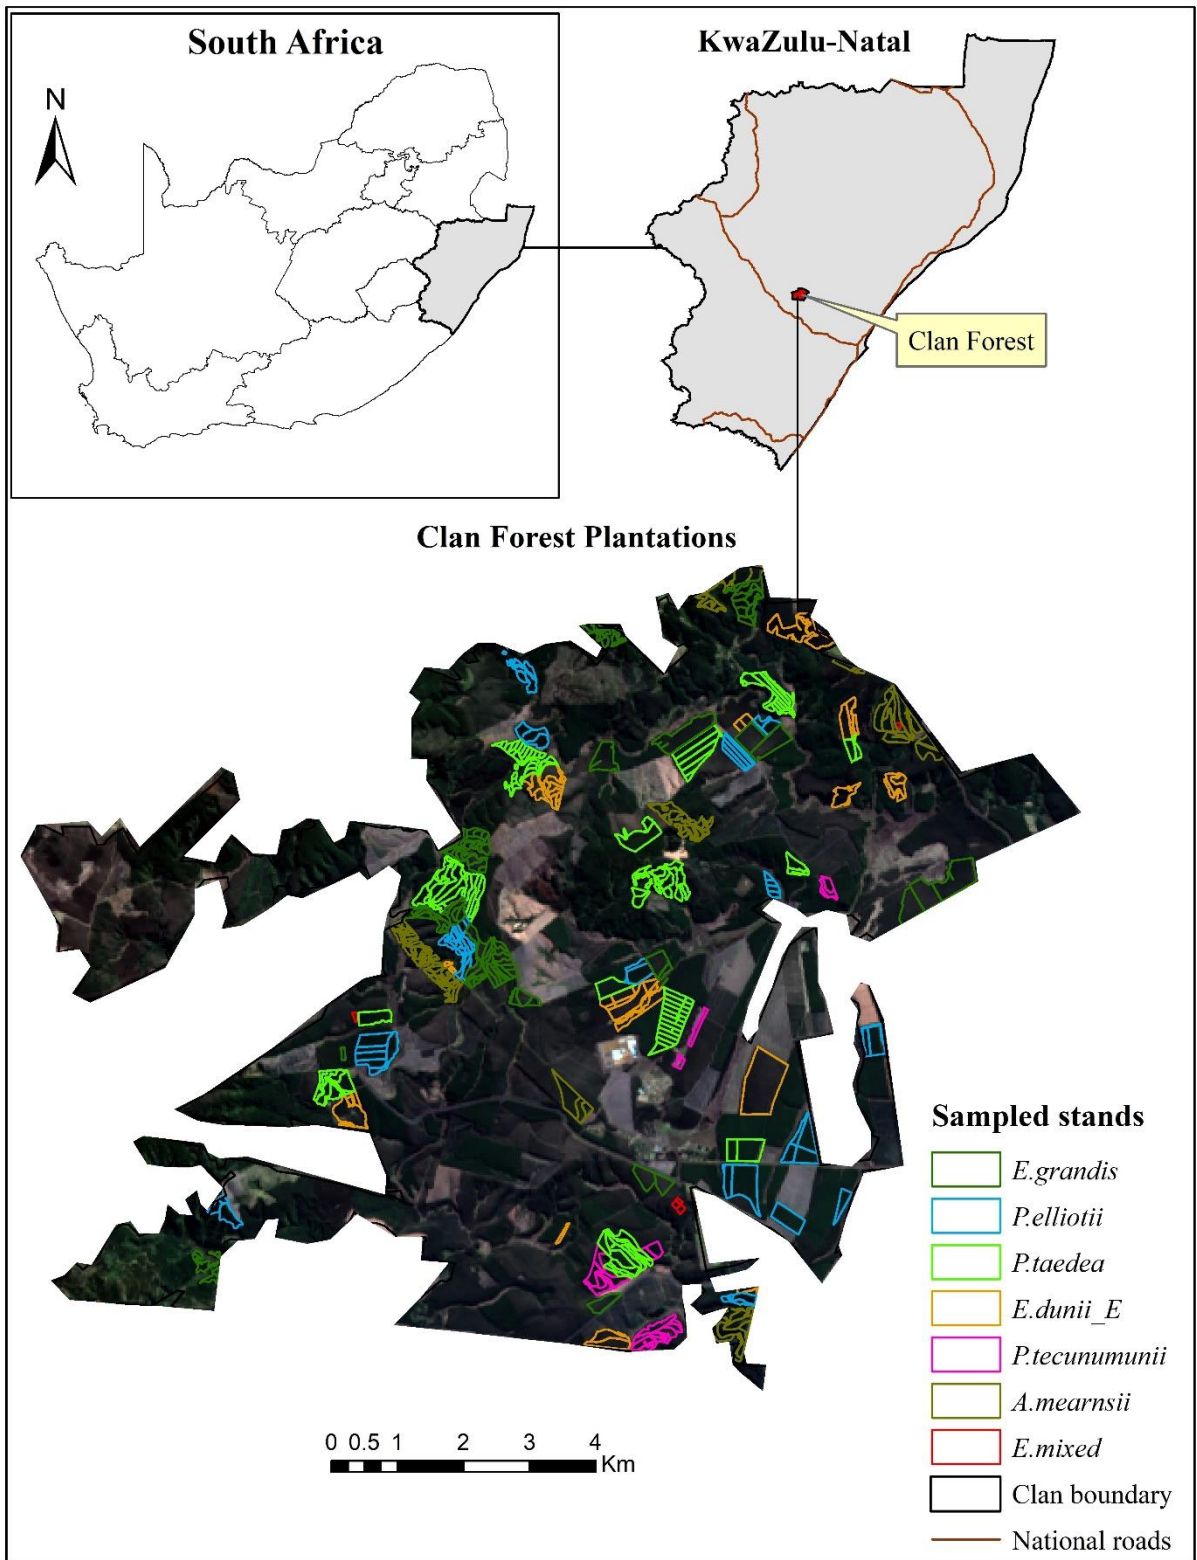 South Africa
KwaZulu-Natal
N
Clan Forest
Clan Forest Plantations
Sampled stands
E.grandis
P.elliotii
P.taedea
E.dunii_E
P.tecunumunii
A.mearnsii
E.mixed
Clan boundary
National roads
0 0.5 1 2 3 4
Km